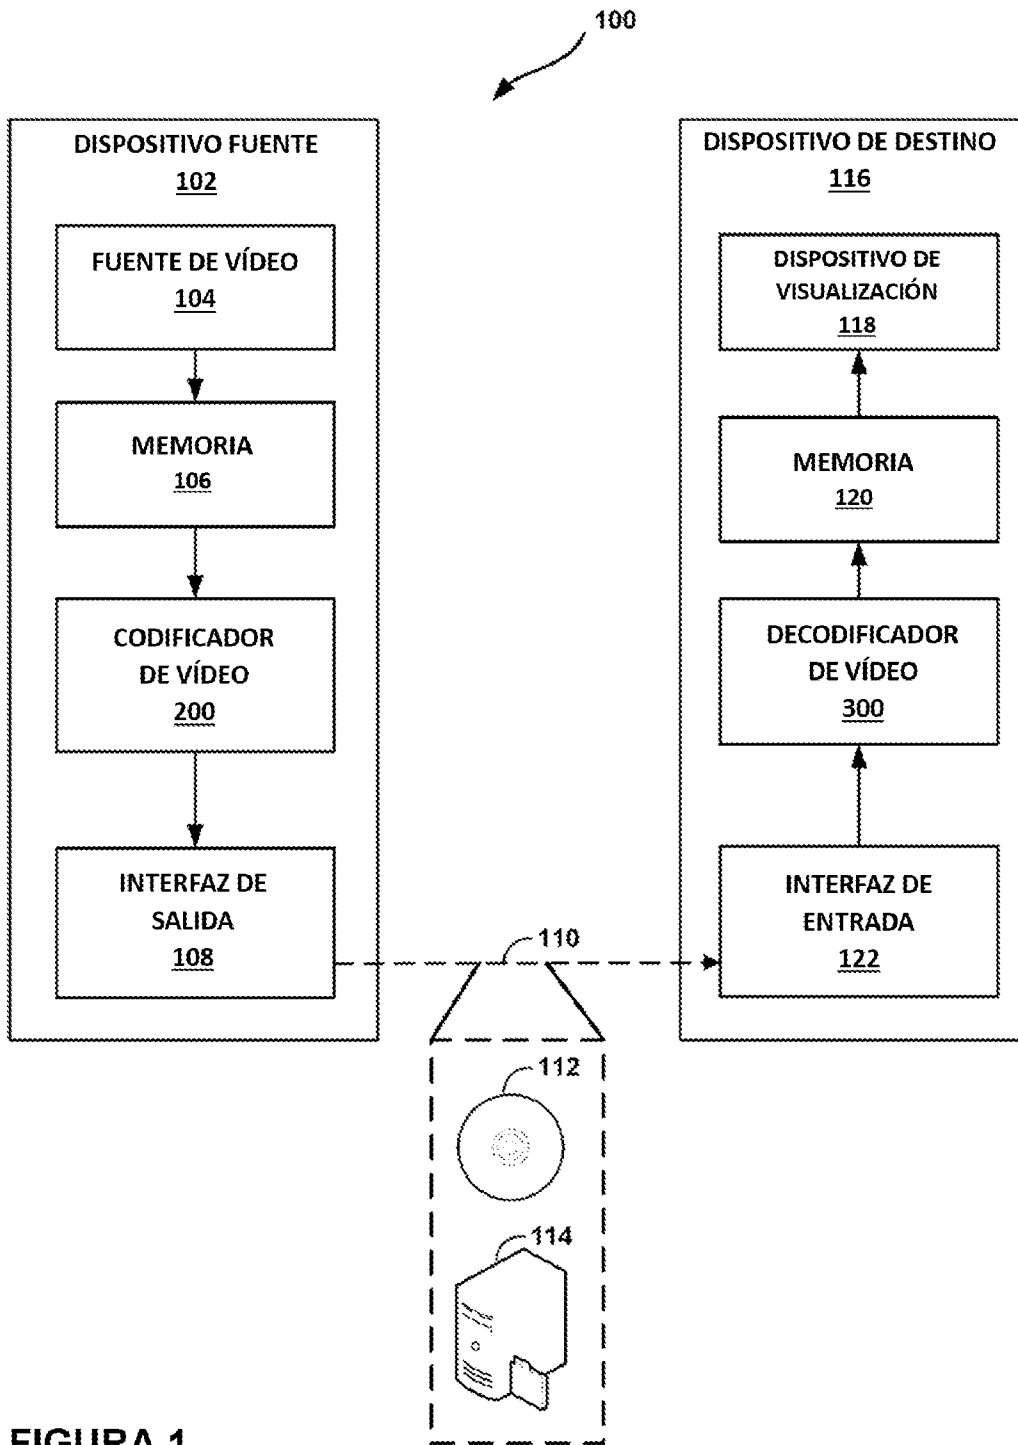 100
DISPOSITIVO FUENTE
102
FUENTE DE VÍDEO
104
MEMORIA
106
CODIFICADOR
DE VÍDEO
200
INTERFAZ DE
SALIDA
108
DISPOSITIVO DE DESTINO
116
DISPOSITIVO DE
VISUALIZACIÓN
118
MEMORIA
120
DECODIFICADOR
DE VÍDEO
300
INTERFAZ DE
ENTRADA
122
110
112
114
FIGURA 1